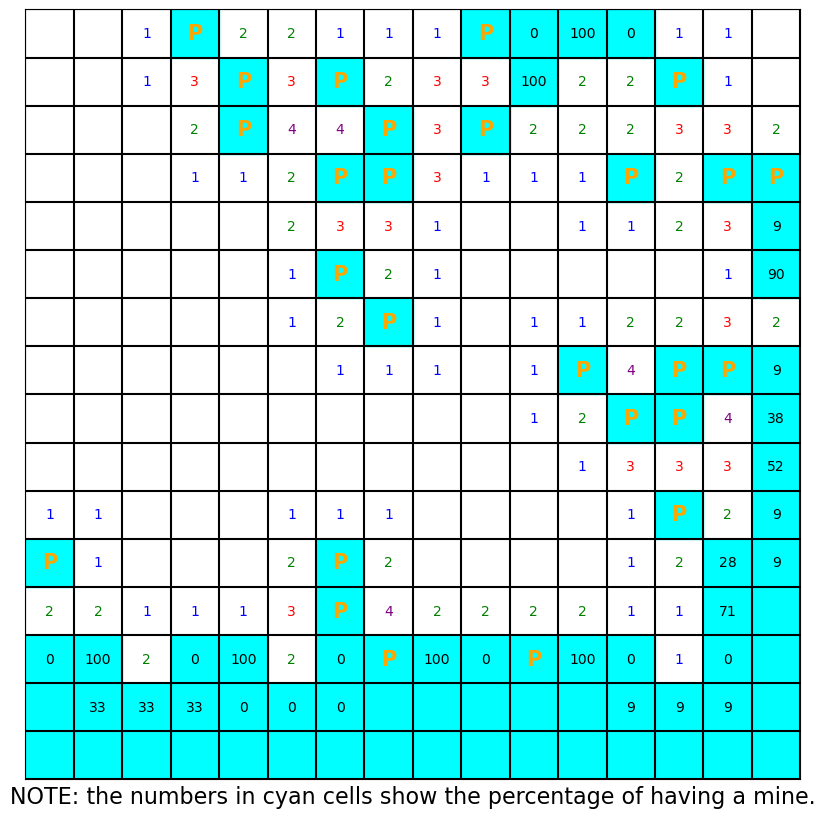 1 P 2 2 1 1 1 P 0 100 0 1 1
1 3 P 3 P 2 3 3 100 2 2 P 1
2 P 4 4 P 3 P 2 2 2 3 3 2
1 1 2 P P 3 1 1 1 P 2 P P
2 3 3 1 1 1 2 3 9
1 P 2 1 1 90
1 2 P 1 1 1 2 2 3 2
1 1 1 1 P 4 P P 9
1 2 P P 4 38
1 3 3 3 52
1 1 1 1 1 1 P 2 9
P 1 2 P 2 1 2 28 9
2 2 1 1 1 3 P 4 2 2 2 2 1 1 71
0 100 2 0 100 2 0 P 100 0 P 100 0 1 0
33 33 33 0 0 0 9 9 9
NOTE: the numbers in cyan cells show the percentage of having a mine.